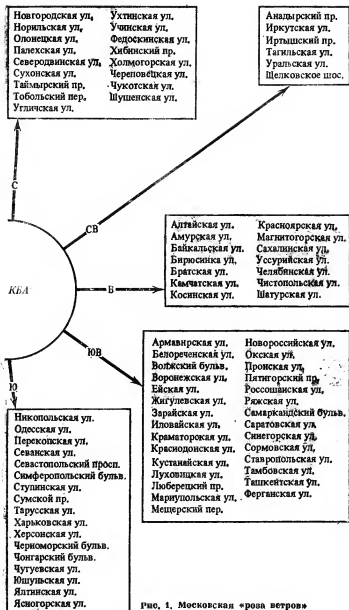 Новгородская ул.
Норильская ул.
Олонецкая ул.
Палехская ул.
Северодвинская ул.
Сухонская ул.
Таймырский пр.
Тобольский пер.
Угличская ул.
Ухтинская ул.
Учинская ул.
Федоскинская ул.
Хибинский пр.
Холмогорская ул.
Череповецкая ул.
Чукотская ул.
Шушенская ул.
Анадырский пр.
Иркутская ул.
Иртышский пр.
Тагильская ул.
Уральская ул.
Щелковское шос.
С
СВ
Алтайская ул.
Амурская ул.
Байкальская ул.
Бирюсинка ул.
Братская ул.
Камчатская ул.
Косинская ул.
Красноярская ул.
Магнитогорская ул.
Сахалинская ул.
Уссурийская ул.
Челябинская ул.
Чистопольская ул.
Шатурская ул.
КБА
В
ЮВ
Ю
Армавирская ул.
Белореченская ул.
Волжский бульв.
Воронежская ул.
Ейская ул.
Жигулевская ул.
Зарайская ул.
Иловайская ул.
Краматорская ул.
Краснодонская ул.
Кустанайская ул.
Луховицкая ул.
Люберецкий пр.
Мариупольская ул.
Мещерский пер.
Новороссийская ул.
Окская ул.
Пронская ул.
Пятигорский пр.
Россошанская ул.
Ряжская ул.
Самаркандский бульв.
Саратовская ул.
Синегорская ул.
Сормовская ул.
Ставропольская ул.
Тамбовская ул.
Ташкентская ул.
Ферганская ул.
Никопольская ул.
Одесская ул.
Перекопская ул.
Севанская ул.
Севастопольский просп.
Симферопольский бульв.
Ступинская ул.
Сумской пр.
Тарусская ул.
Харьковская ул.
Херсонская ул.
Черноморский бульв.
Чонгарский бульв.
Чугуевская ул.
Юшуньская ул.
Ялтинская ул.
Ясногорская ул.
Рис. 1. Московская «роза ветров»